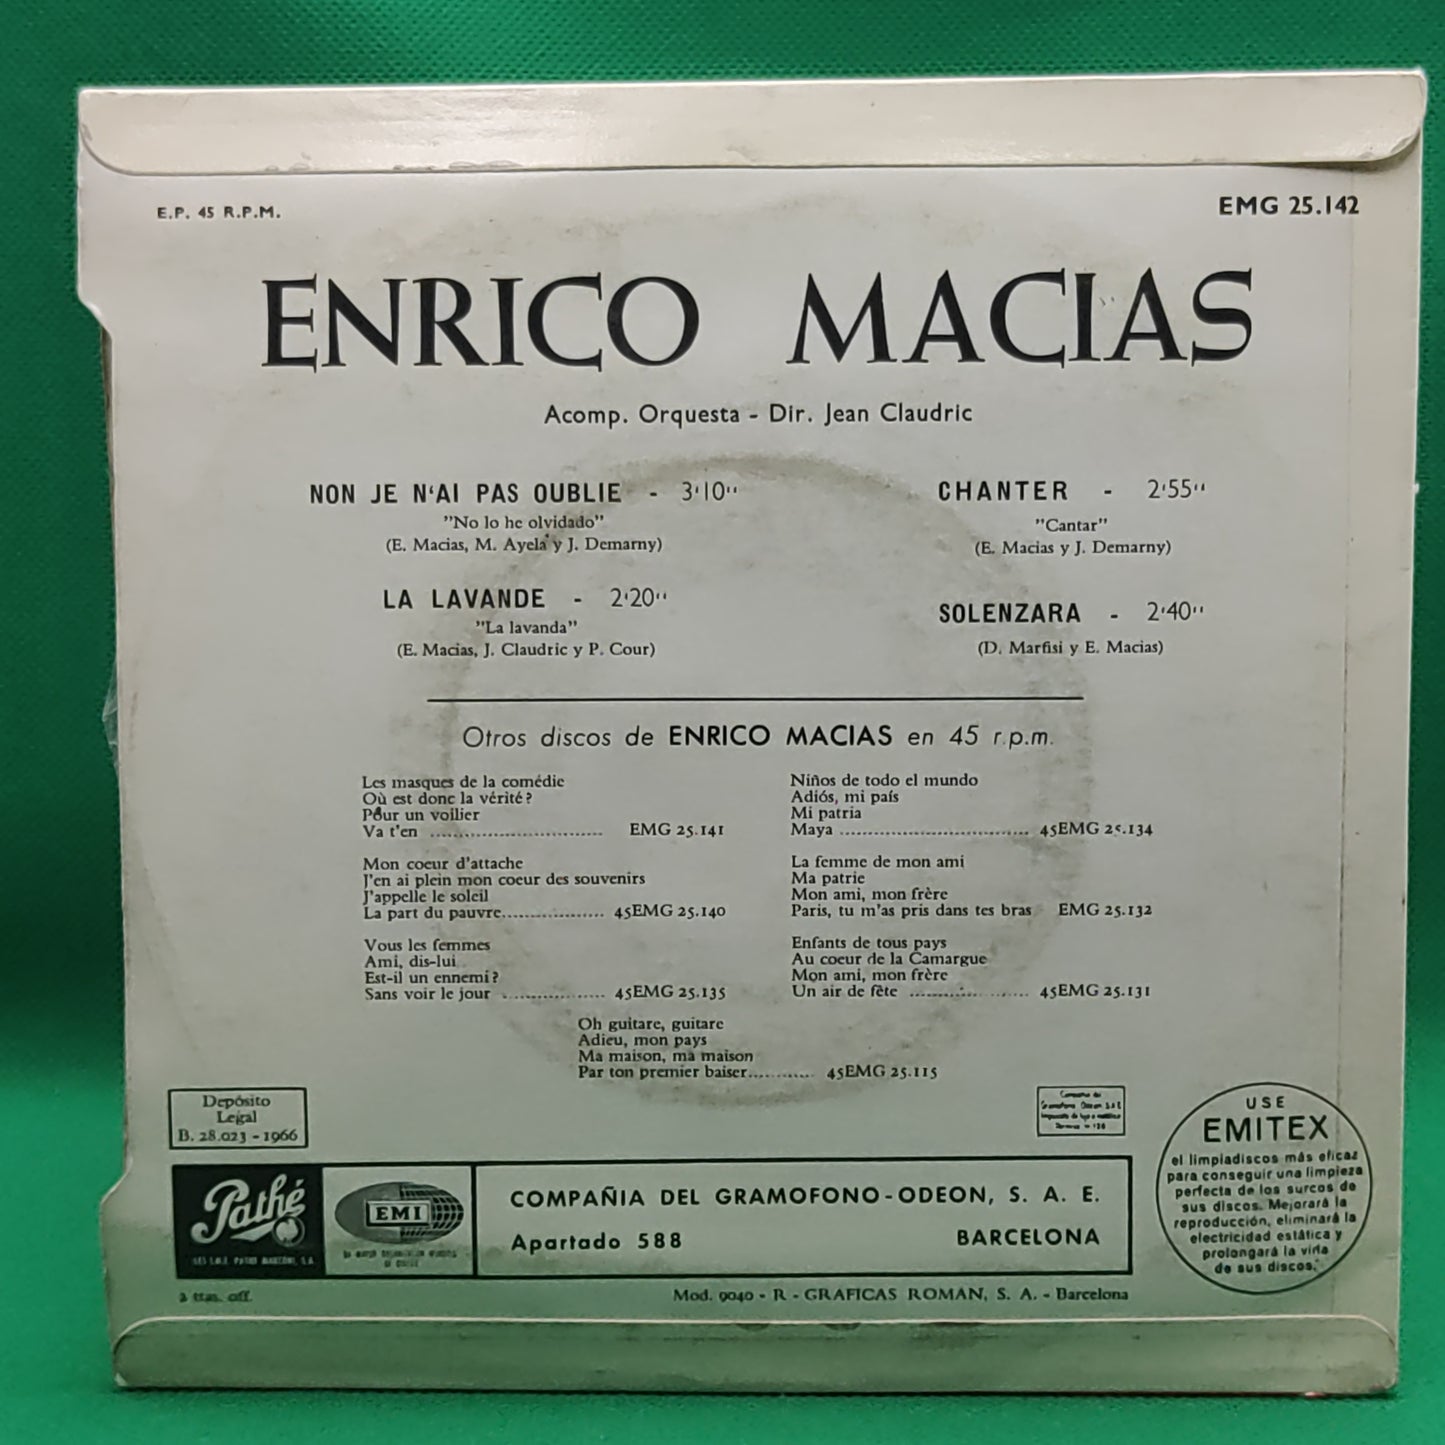 E.P. 45 R.P.M.
EMG 25.142
ENRICO MACIAS
Acomp. Orquesta - Dir. Jean Claudric
NON JE N'AI PAS OUBLIE - 3'10''
"No lo he olvidado"
(E. Macias, M. Ayela y J. Demarny)
LA LAVANDE - 2'20''
"La lavanda"
(E. Macias, J. Claudric y P. Cour)
CHANTER - 2'55''
"Cantar"
(E. Macias y J. Demarny)
SOLENZARA - 2'40''
(D. Marfisi y E. Macias)
Otros discos de ENRICO MACIAS en 45 r.p.m.
Les masques de la comédie
Où est donc la vérité?
Pour un voilier
Va t'en .............................. EMG 25.141
Mon coeur d'attache
J'en ai plein mon coeur des souvenirs
J'appelle le soleil
La part du pauvre.................. 45EMG 25.140
Vous les femmes
Ami, dis-lui
Est-il un ennemi?
Sans voir le jour .................. 45EMG 25.135
Niños de todo el mundo
Adiós, mi país
Mi patria
Maya ................................. 45EMG 25.134
La femme de mon ami
Ma patrie
Mon ami, mon frère
Paris, tu m'as pris dans tes bras EMG 25.132
Enfants de tous pays
Au coeur de la Camargue
Mon ami, mon frère
Un air de fête ..................... 45EMG 25.131
Oh guitare, guitare
Adieu, mon pays
Ma maison, ma maison
Par ton premier baiser............ 45EMG 25.115
Depósito
Legal
B. 28.023 - 1966
Pathé
EMI
COMPAÑIA DEL GRAMOFONO-ODEON, S. A. E.
Apartado 588 BARCELONA
Mod. 9040 - R - GRAFICAS ROMAN, S. A. - Barcelona
USE
EMITEX
el limpiadiscos más eficaz
para conseguir una limpieza
perfecta de los surcos de
sus discos. Mejorará la
reproducción, eliminará la
electricidad estática y
prolongará la vida
de sus discos.